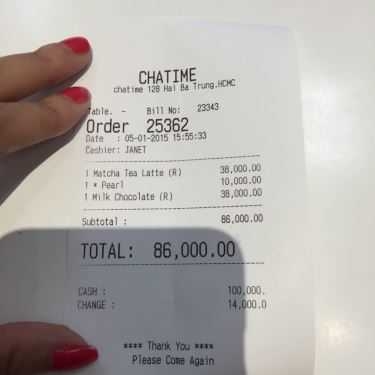 CHATIME
chatime 128 Hai Ba Trung.HCMC
Table. - Bill No: 23343
Order 25362
Date : 05-01-2015 15:55:33
Cashier: JANET
1 Matcha Tea Latte (R) 38,000.00
1 * Pearl 10,000.00
1 Milk Chocolate (R) 38,000.00
Subtotal : 86,000.00
TOTAL: 86,000.00
CASH : 100,000.
CHANGE : 14,000.0
**** Thank You ****
Please Come Again